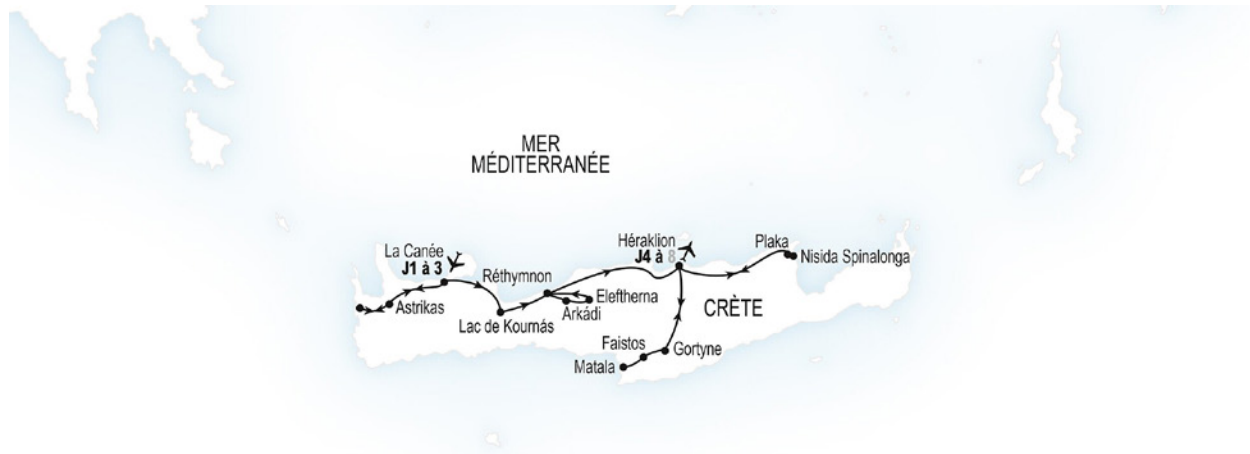 MER
MÉDITERRANÉE
La Canée
J1 à 3
Réthymnon
Héraklion
J4 à 8
Plaka
Nisida Spinalonga
Astrikas
Lac de Kournás
Arkádi
Eleftherna
CRÈTE
Faistos
Gortyne
Matala